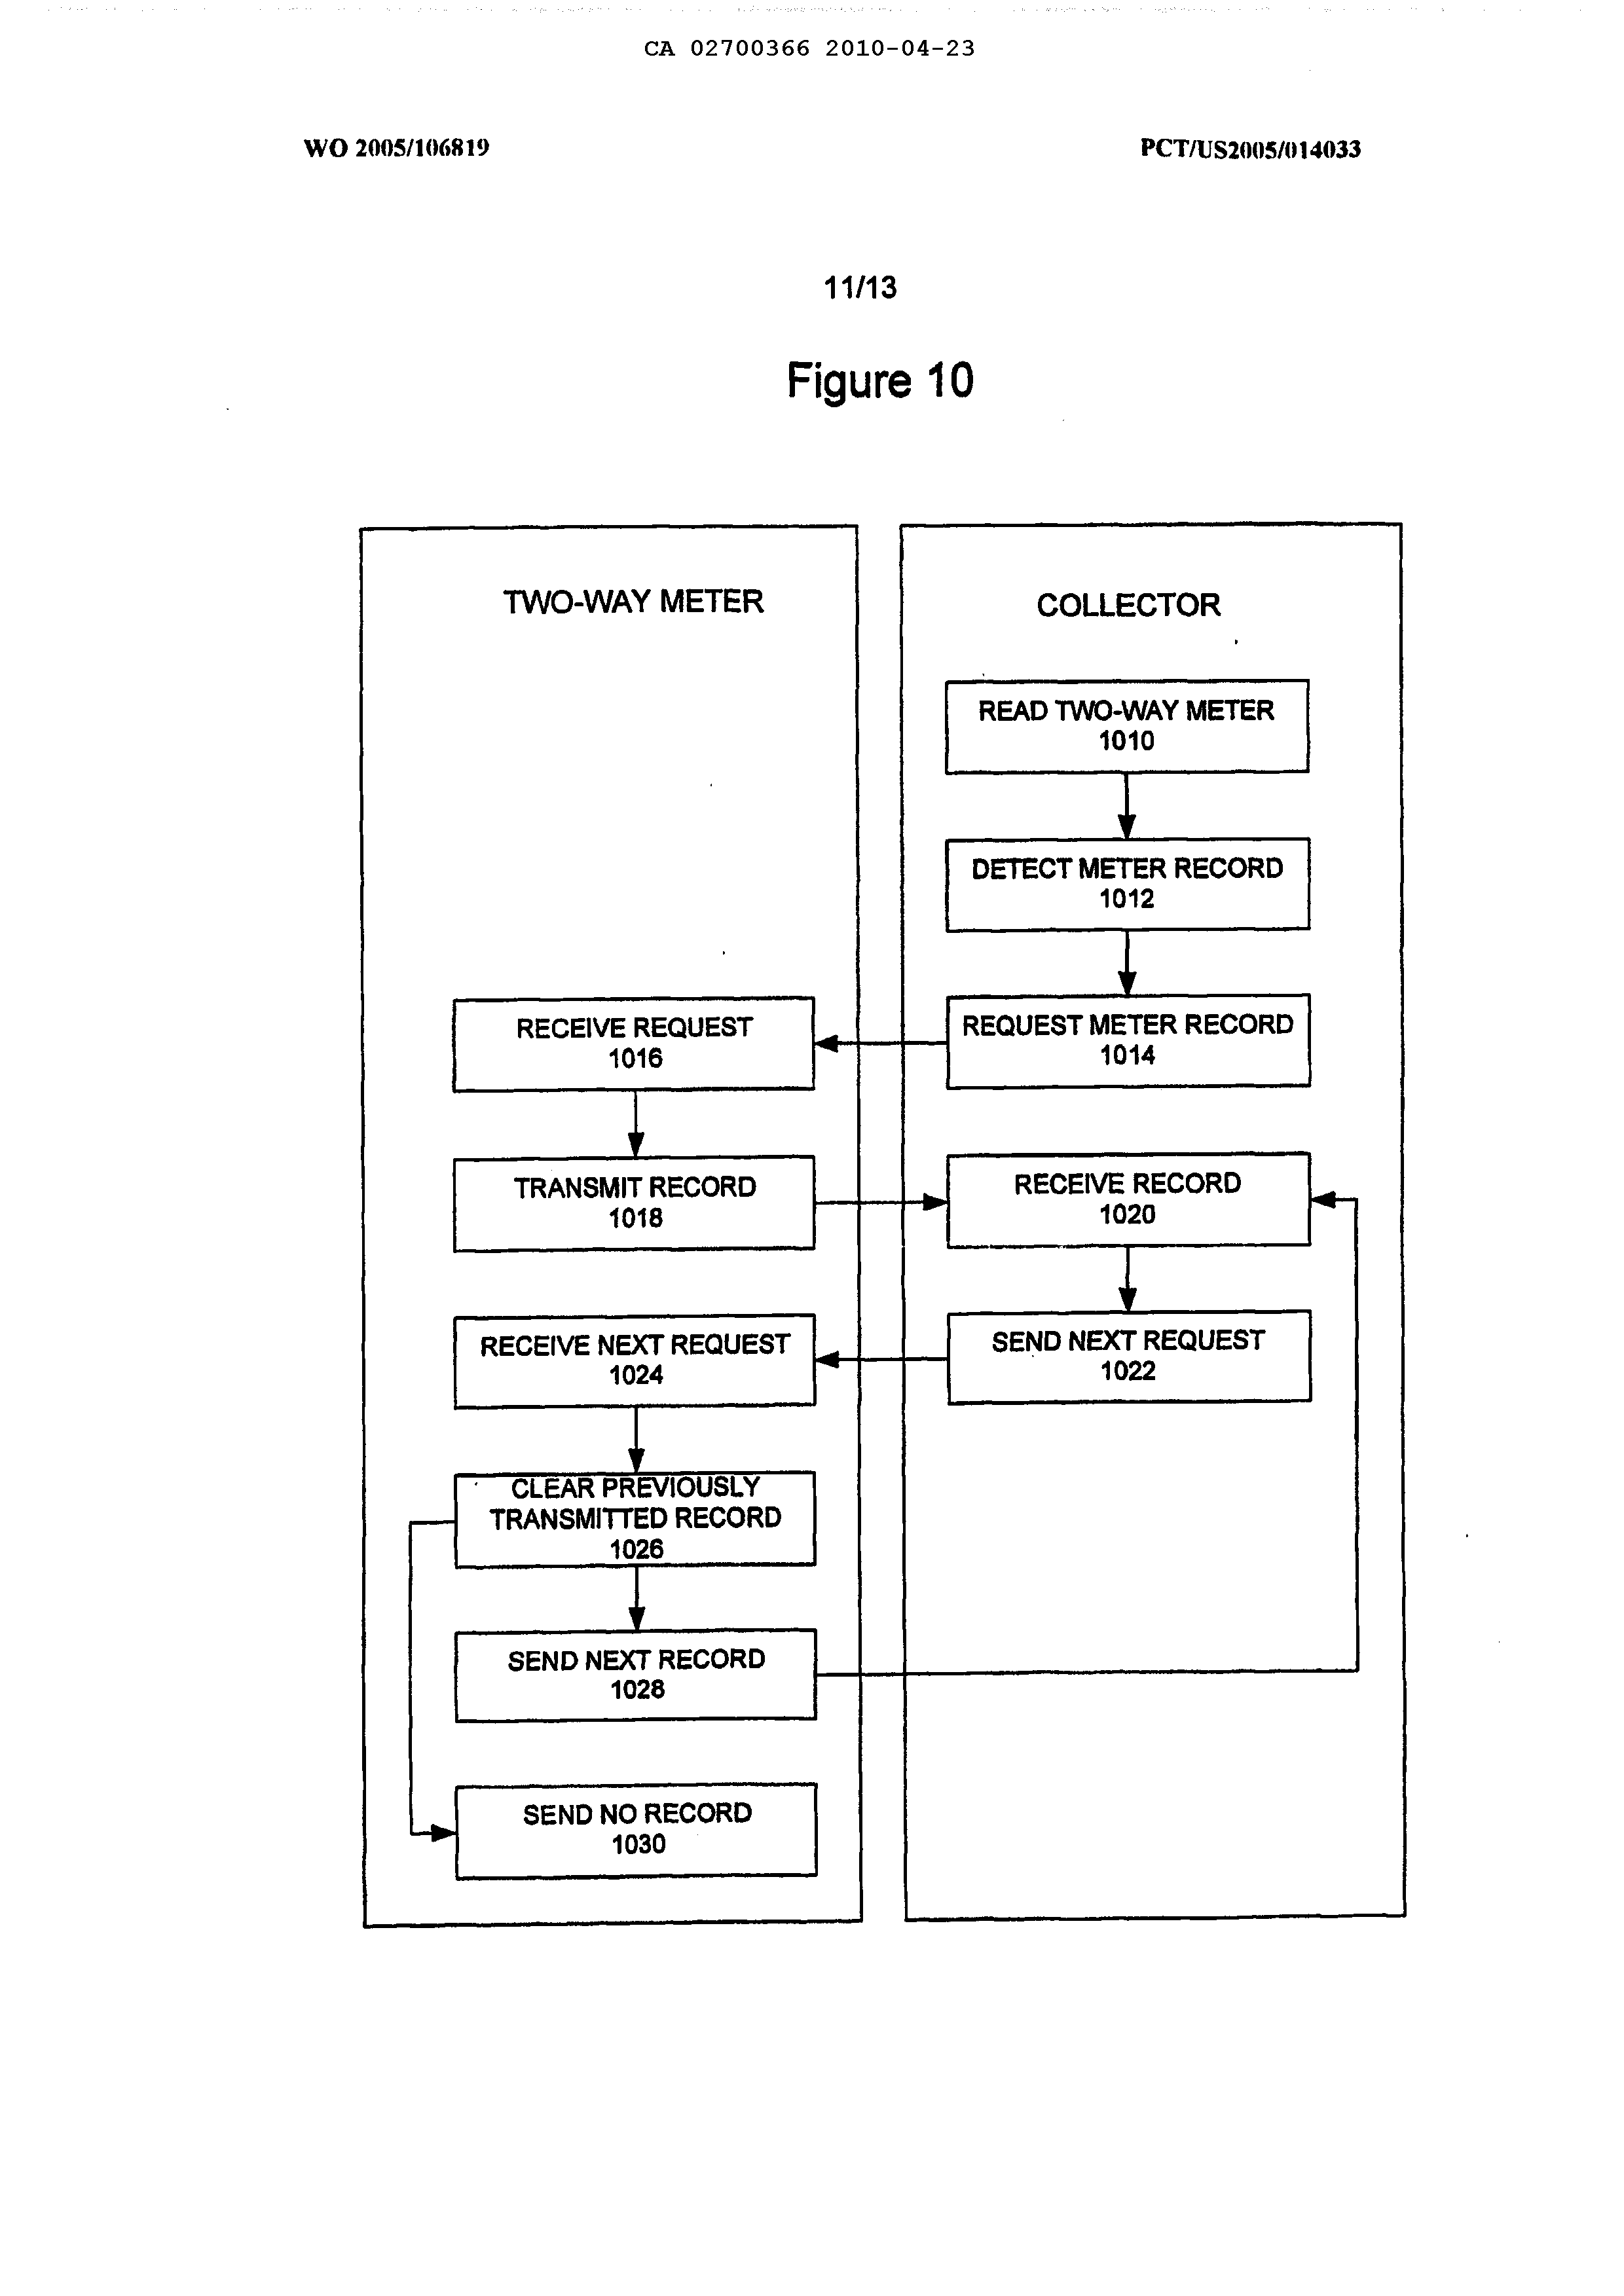 CA 02700366 2010-04-23
WO 2005/106819
PCT/US2005/014033
11/13
Figure 10
TWO-WAY METER
COLLECTOR
READ TWO-WAY METER
1010
DETECT METER RECORD
1012
REQUEST METER RECORD
1014
RECEIVE REQUEST
1016
TRANSMIT RECORD
1018
RECEIVE RECORD
1020
SEND NEXT REQUEST
1022
RECEIVE NEXT REQUEST
1024
CLEAR PREVIOUSLY
TRANSMITTED RECORD
1026
SEND NEXT RECORD
1028
SEND NO RECORD
1030